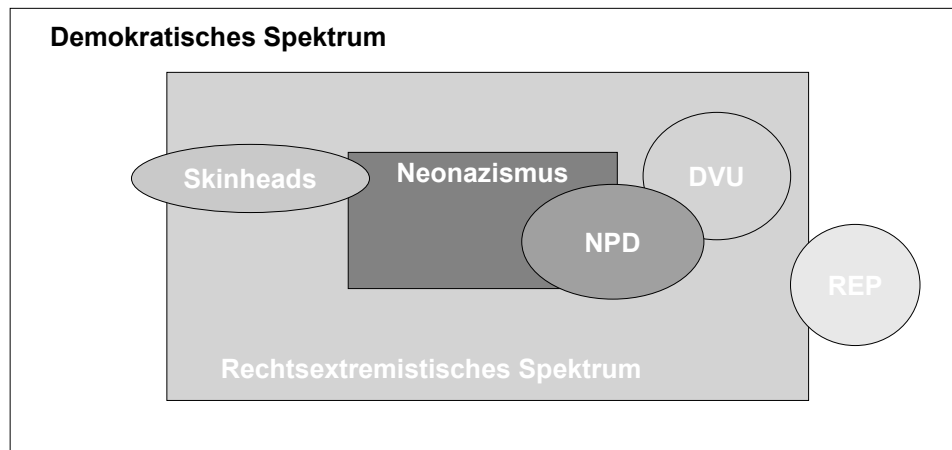 Demokratisches Spektrum
Skinheads
Neonazismus
DVU
NPD
REP
Rechtsextremistisches Spektrum